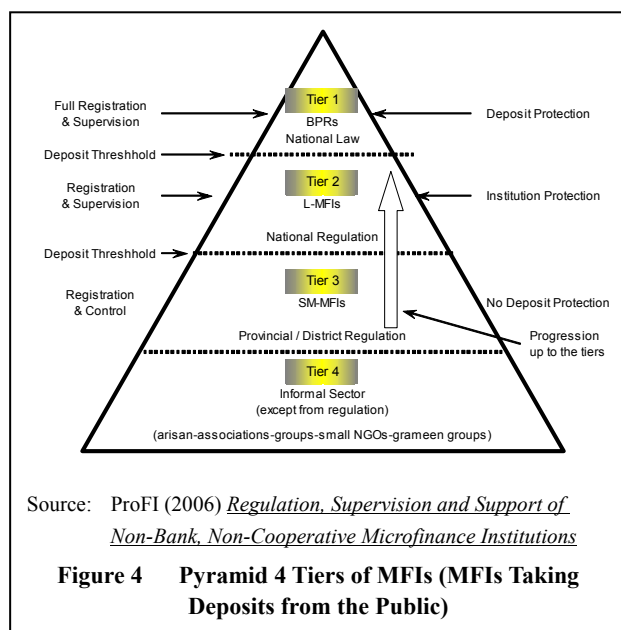 Tier 1
Full Registration
& Supervision
BPRs
Deposit Protection
National Law
Deposit Threshhold
Tier 2
Registration
& Supervision
L-MFIs
Institution Protection
National Regulation
Deposit Threshold
Tier 3
Registration
& Control
SM-MFIs
No Deposit Protection
Provincial / District Regulation
Progression
up to the tiers
Tier 4
Informal Sector
(except from regulation)
(arisan-associations-groups-small NGOs-grameen groups)
Source: ProFI (2006) Regulation, Supervision and Support of
Non-Bank, Non-Cooperative Microfinance Institutions
Figure 4 Pyramid 4 Tiers of MFIs (MFIs Taking
Deposits from the Public)